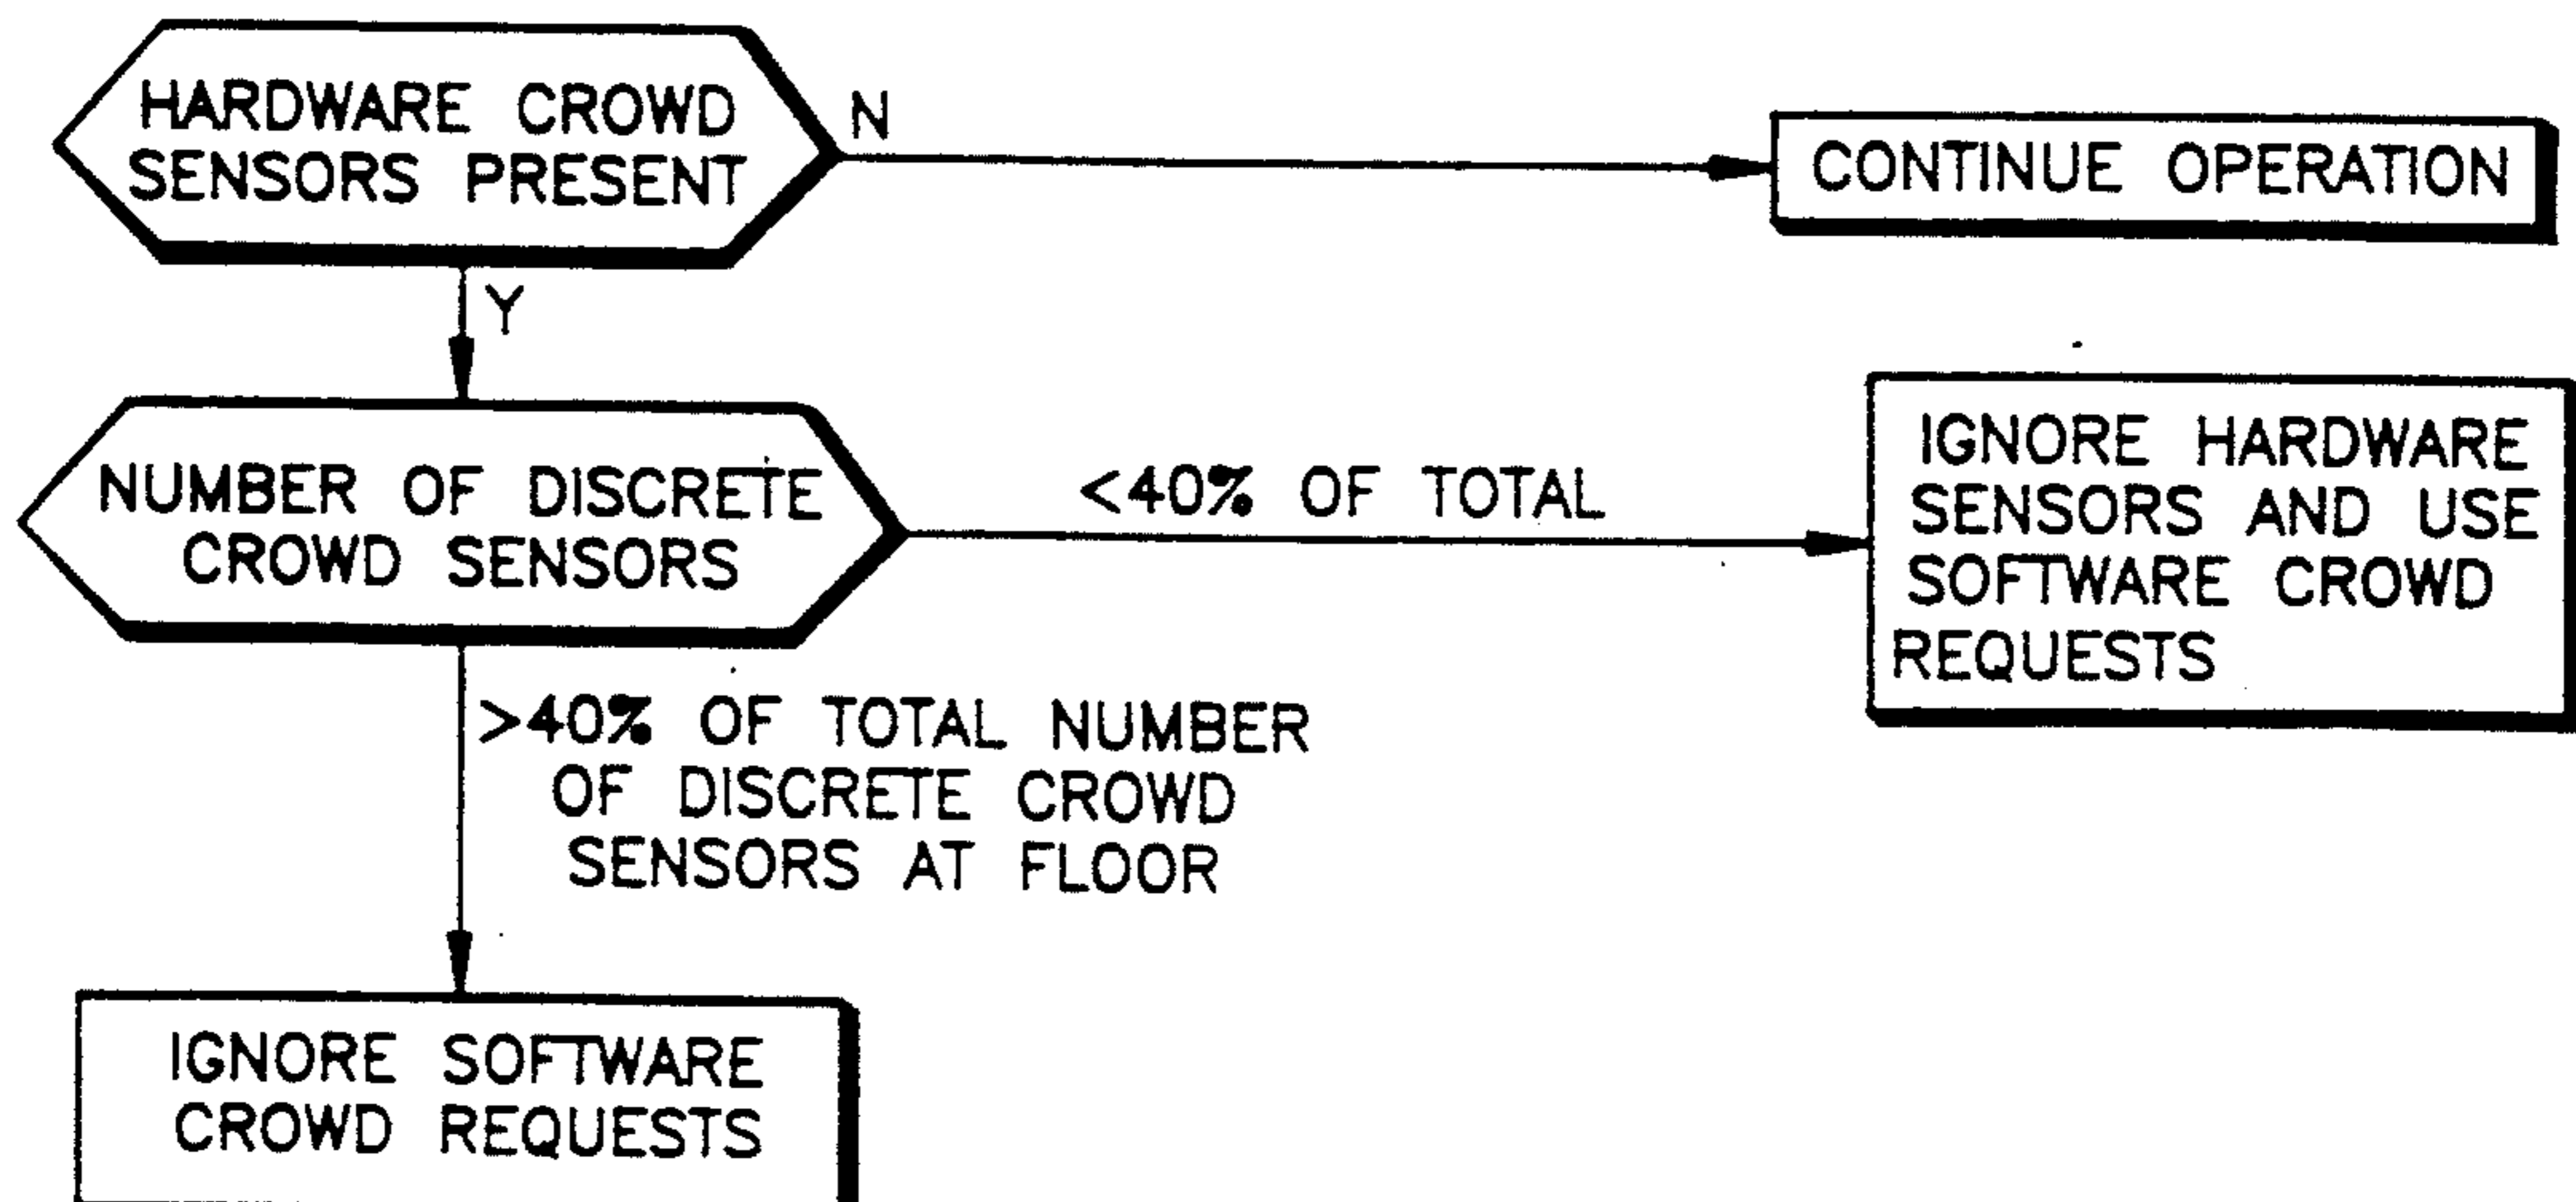 HARDWARE CROWD
SENSORS PRESENT
N
CONTINUE OPERATION
Y
NUMBER OF DISCRETE
CROWD SENSORS
<40% OF TOTAL
IGNORE HARDWARE
SENSORS AND USE
SOFTWARE CROWD
REQUESTS
>40% OF TOTAL NUMBER
OF DISCRETE CROWD
SENSORS AT FLOOR
IGNORE SOFTWARE
CROWD REQUESTS